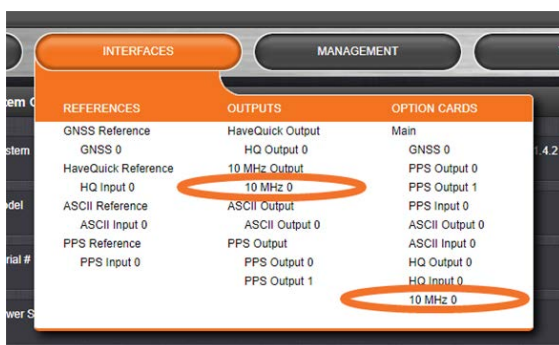 INTERFACES
MANAGEMENT
REFERENCES
GNSS Reference
GNSS 0
HaveQuick Reference
HQ Input 0
ASCII Reference
ASCII Input 0
PPS Reference
PPS Input 0
OUTPUTS
HaveQuick Output
HQ Output 0
10 MHz Output
10 MHz 0
ASCII Output
ASCII Output 0
PPS Output
PPS Output 0
PPS Output 1
OPTION CARDS
Main
GNSS 0
PPS Output 0
PPS Output 1
PPS Input 0
ASCII Output 0
ASCII Input 0
HQ Output 0
HQ Input 0
10 MHz 0
1.4.2